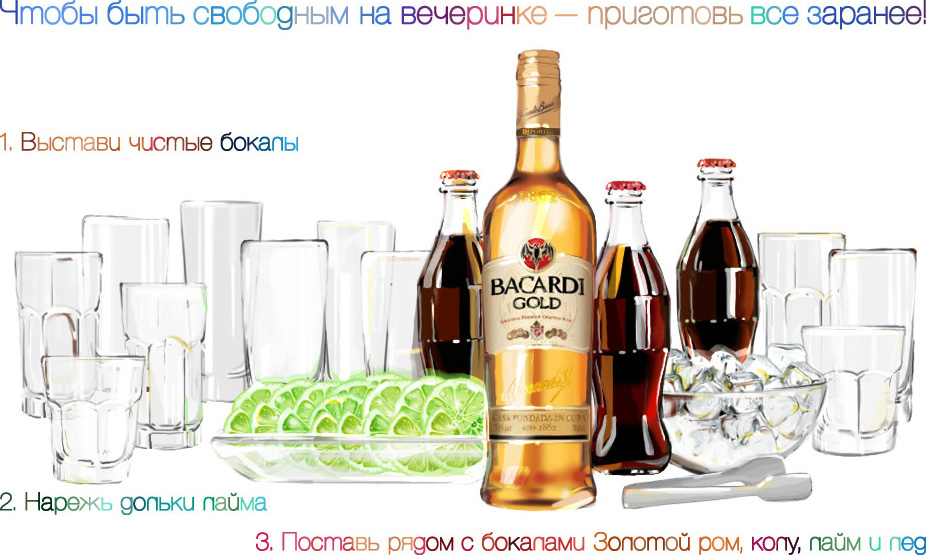 Чтобы быть свободным на вечеринке — приготовь все заранее!
1. Выстави чистые бокалы
1862
BACARDI
GOLD
CASA FUNDADA EN CUBA
2. Нарежь дольки лайма
3. Поставь рядом с бокалами Золотой ром, колу, лайм и лед